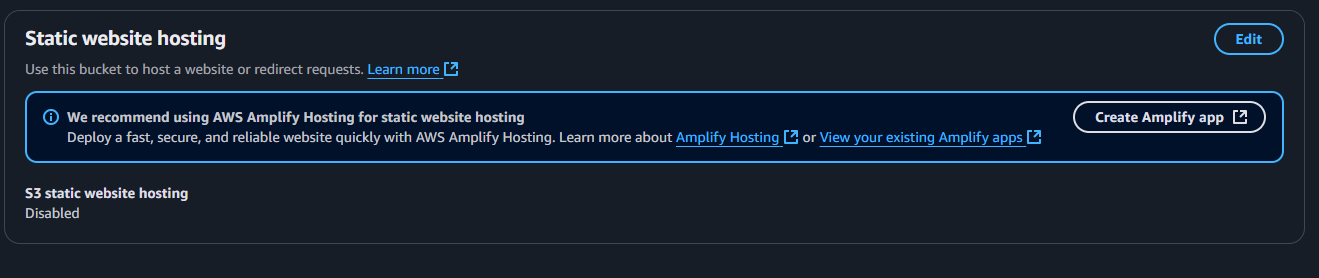 Static website hosting
Edit
Use this bucket to host a website or redirect requests. Learn more
We recommend using AWS Amplify Hosting for static website hosting
Create Amplify app
Deploy a fast, secure, and reliable website quickly with AWS Amplify Hosting. Learn more about Amplify Hosting or View your existing Amplify apps
S3 static website hosting
Disabled